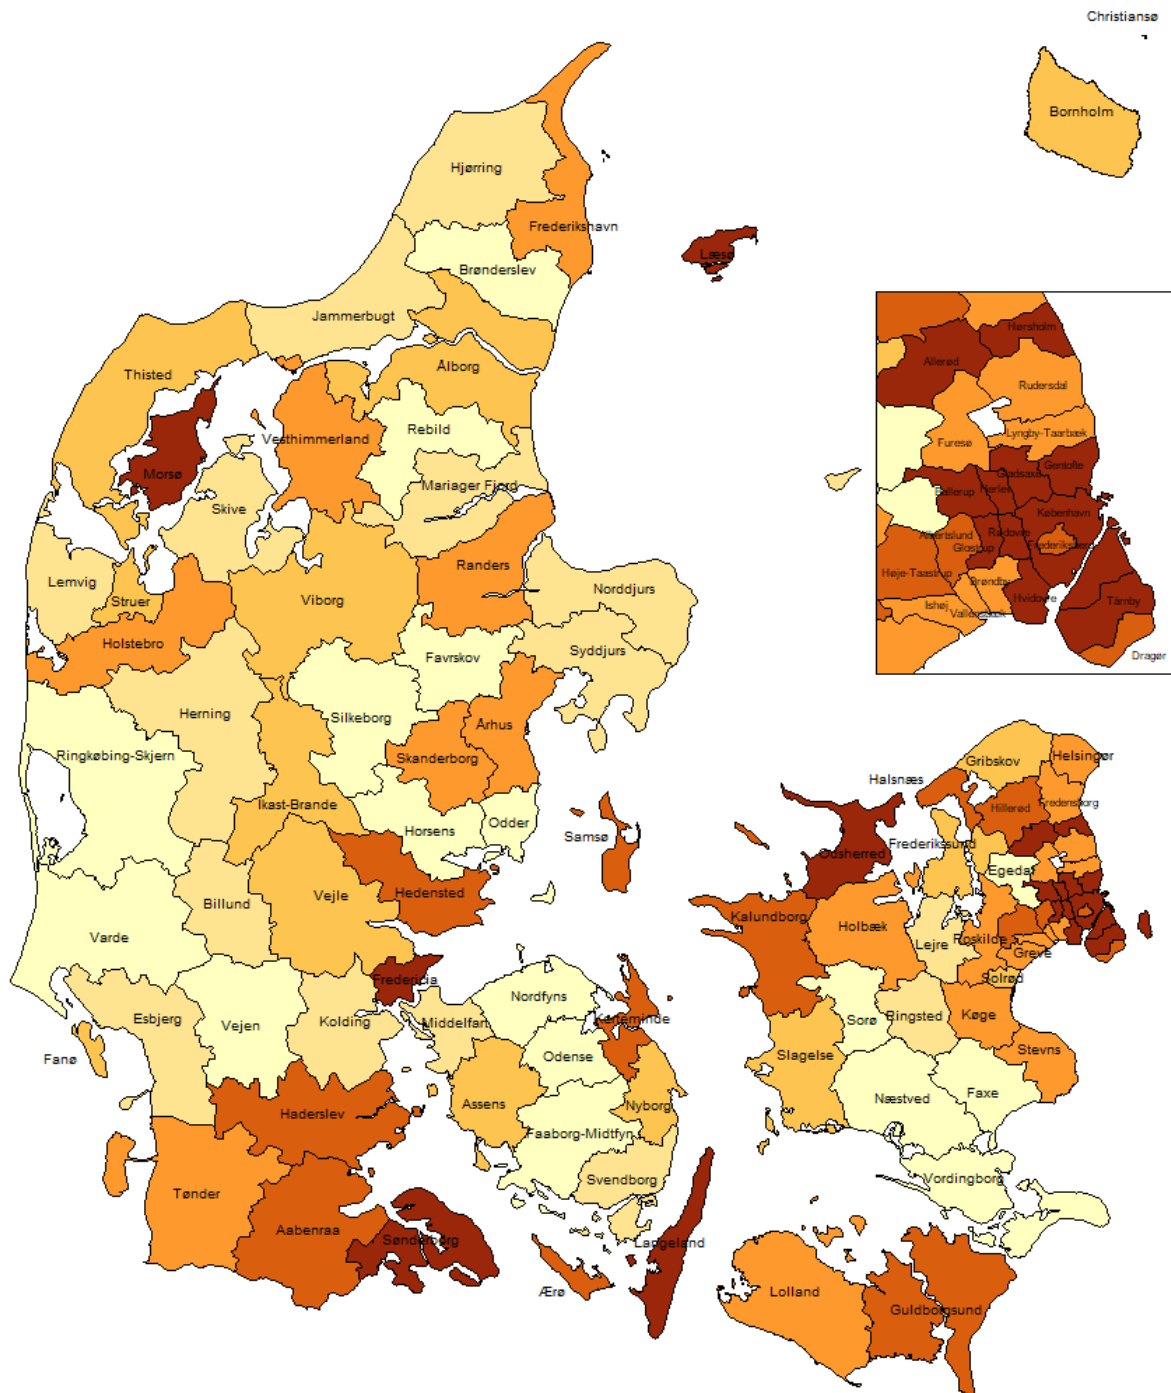 Christiansø
Bornholm
Hjørring
Frederikshavn
Læsø
Brønderslev
Jammerbugt
Ålborg
Thisted
Rebild
Vesthimmerland
Morsø
Mariager Fjord
Skive
Randers
Lemvig
Struer
Viborg
Norddjurs
Holstebro
Favrskov
Syddjurs
Herning
Silkeborg
Århus
Ringkøbing-Skjern
Skanderborg
Ikast-Brande
Horsens
Odder
Samsø
Hedensted
Vejle
Billund
Varde
Fredericia
Esbjerg
Vejen
Kolding
Middelfart
Nordfyns
Kerteminde
Fanø
Odense
Assens
Nyborg
Haderslev
Faaborg-Midtfyn
Svendborg
Tønder
Aabenraa
Sønderborg
Langeland
Ærø
Hørsholm
Allerød
Rudersdal
Furesø
Lyngby-Taarbæk
Gentofte
Gladsaxe
Ballerup
Herlev
København
Albertslund
Rødovre
Frederiksberg
Glostrup
Høje-Taastrup
Brøndby
Hvidovre
Tårnby
Ishøj
Vallensbæk
Dragør
Helsingør
Gribskov
Halsnæs
Hillerød
Fredensborg
Frederikssund
Odsherred
Egedal
Kalundborg
Holbæk
Lejre
Roskilde
Greve
Solrød
Sorø
Ringsted
Køge
Stevns
Slagelse
Næstved
Faxe
Vordingborg
Lolland
Guldborgsund